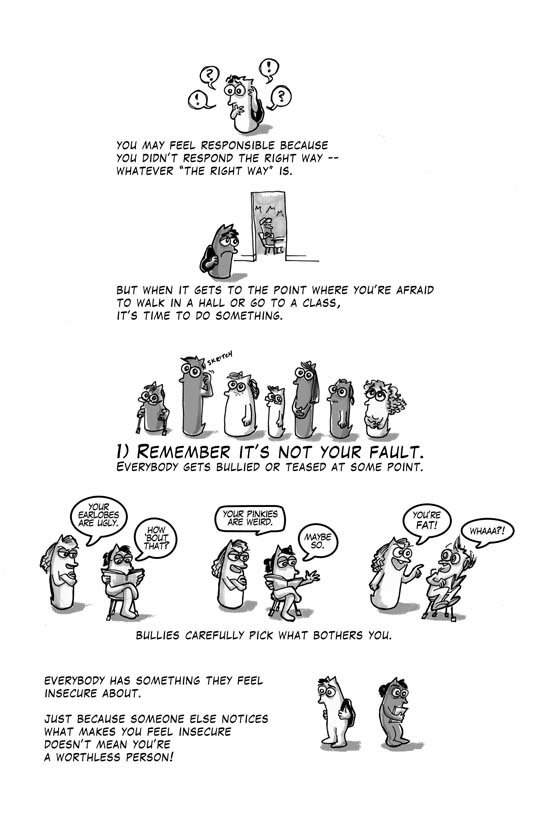 ?
!
!
?
YOU MAY FEEL RESPONSIBLE BECAUSE
YOU DIDN'T RESPOND THE RIGHT WAY --
WHATEVER "THE RIGHT WAY" IS.
BUT WHEN IT GETS TO THE POINT WHERE YOU'RE AFRAID
TO WALK IN A HALL OR GO TO A CLASS,
IT'S TIME TO DO SOMETHING.
SKRITCH
1) REMEMBER IT'S NOT YOUR FAULT.
EVERYBODY GETS BULLIED OR TEASED AT SOME POINT.
YOUR
EARLOBES
ARE UGLY.
HOW
'BOUT
THAT?
YOUR PINKIES
ARE WEIRD.
MAYBE
SO.
YOU'RE
FAT!
WHAAA?!
BULLIES CAREFULLY PICK WHAT BOTHERS YOU.
EVERYBODY HAS SOMETHING THEY FEEL
INSECURE ABOUT.
JUST BECAUSE SOMEONE ELSE NOTICES
WHAT MAKES YOU FEEL INSECURE
DOESN'T MEAN YOU'RE
A WORTHLESS PERSON!